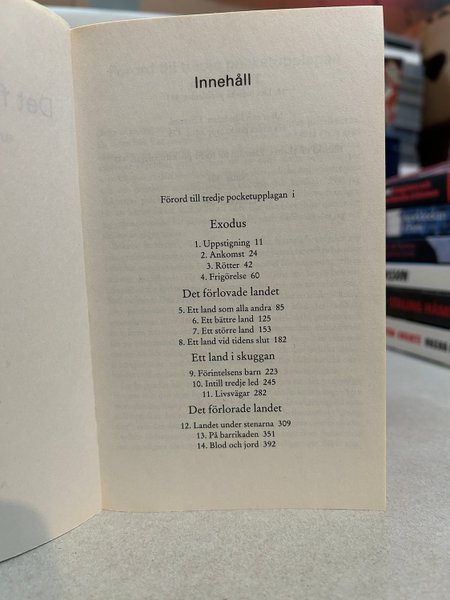 Innehåll
Förord till tredje pocketupplagan i
Exodus
1. Uppstigning 11
2. Ankomst 24
3. Rötter 42
4. Frigörelse 60
Det förlovade landet
5. Ett land som alla andra 85
6. Ett bättre land 125
7. Ett större land 153
8. Ett land vid tidens slut 182
Ett land i skuggan
9. Förintelsens barn 223
10. Intill tredje led 245
11. Livsvägar 282
Det förlorade landet
12. Landet under stenarna 309
13. På barrikaden 351
14. Blod och jord 392
Det f